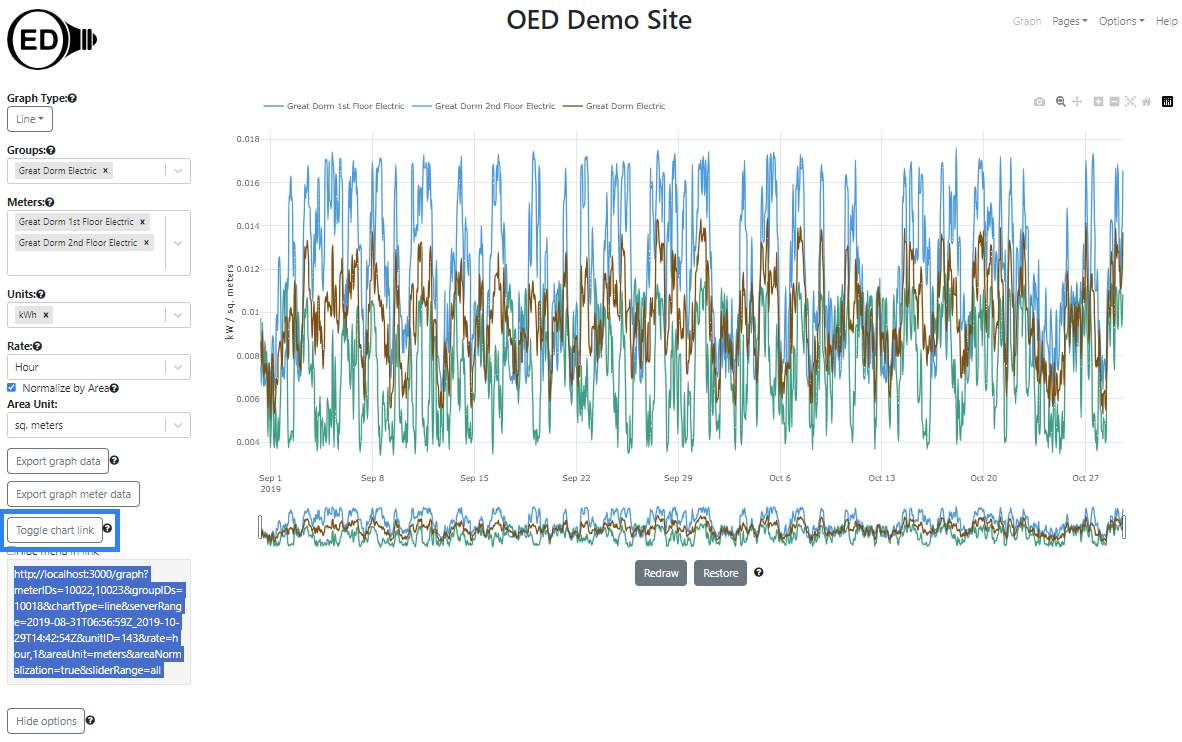 OED Demo Site
ED
Graph Pages Options Help
Graph Type:
Line
Groups:
Great Dorm Electric ×
Meters:
Great Dorm 1st Floor Electric ×
Great Dorm 2nd Floor Electric ×
Units:
kWh ×
Rate:
Hour
Normalize by Area
Area Unit:
sq. meters
Export graph data
Export graph meter data
Toggle chart link
Hide menu in link
http://localhost:3000/graph?
meterIDs=10022,10023&groupIDs=
10018&chartType=line&serverRang
e=2019-08-31T06:56:59Z_2019-10-
29T14:42:54Z&unitID=143&rate=h
our,1&areaUnit=meters&areaNorm
alization=true&sliderRange=all
Hide options
Great Dorm 1st Floor Electric Great Dorm 2nd Floor Electric Great Dorm Electric
kW / sq. meters
0.018
0.016
0.014
0.012
0.01
0.008
0.006
0.004
Sep 1 Sep 8 Sep 15 Sep 22 Sep 29 Oct 6 Oct 13 Oct 20 Oct 27
2019
Redraw Restore